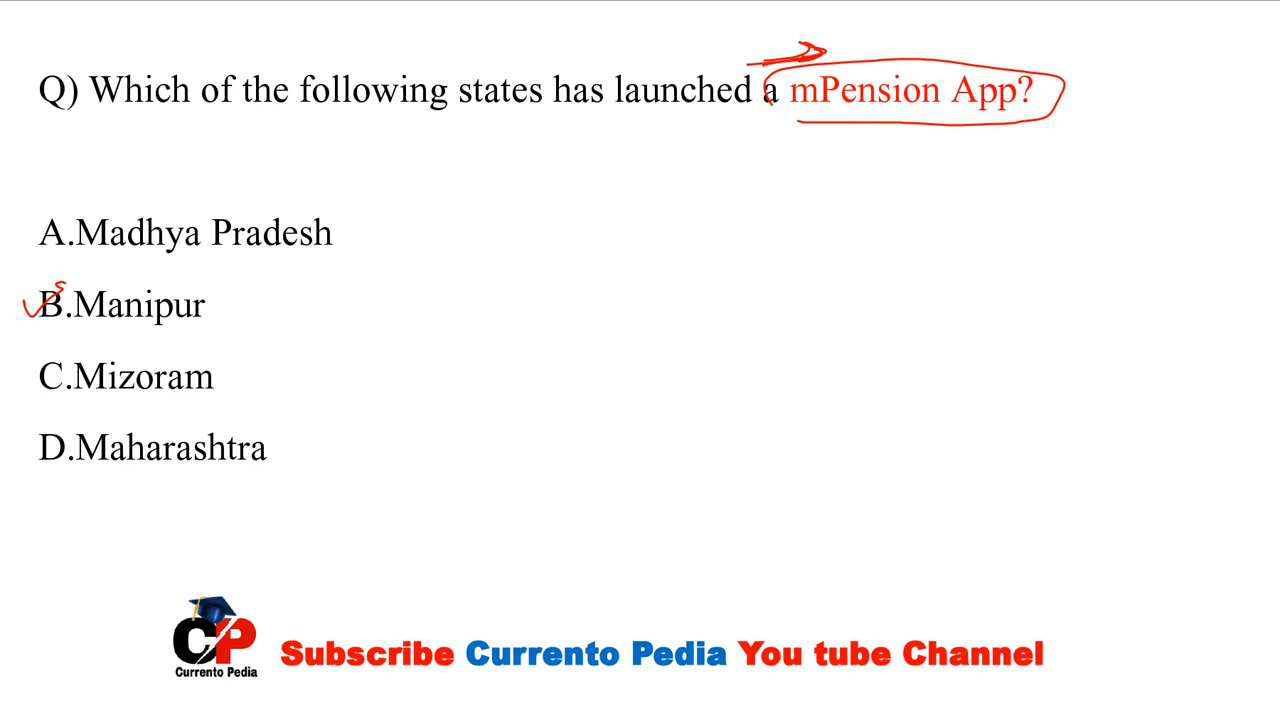 Q) Which of the following states has launched a mPension App?
A.Madhya Pradesh
B.Manipur
C.Mizoram
D.Maharashtra
CP
Currento Pedia
Subscribe Currento Pedia You tube Channel